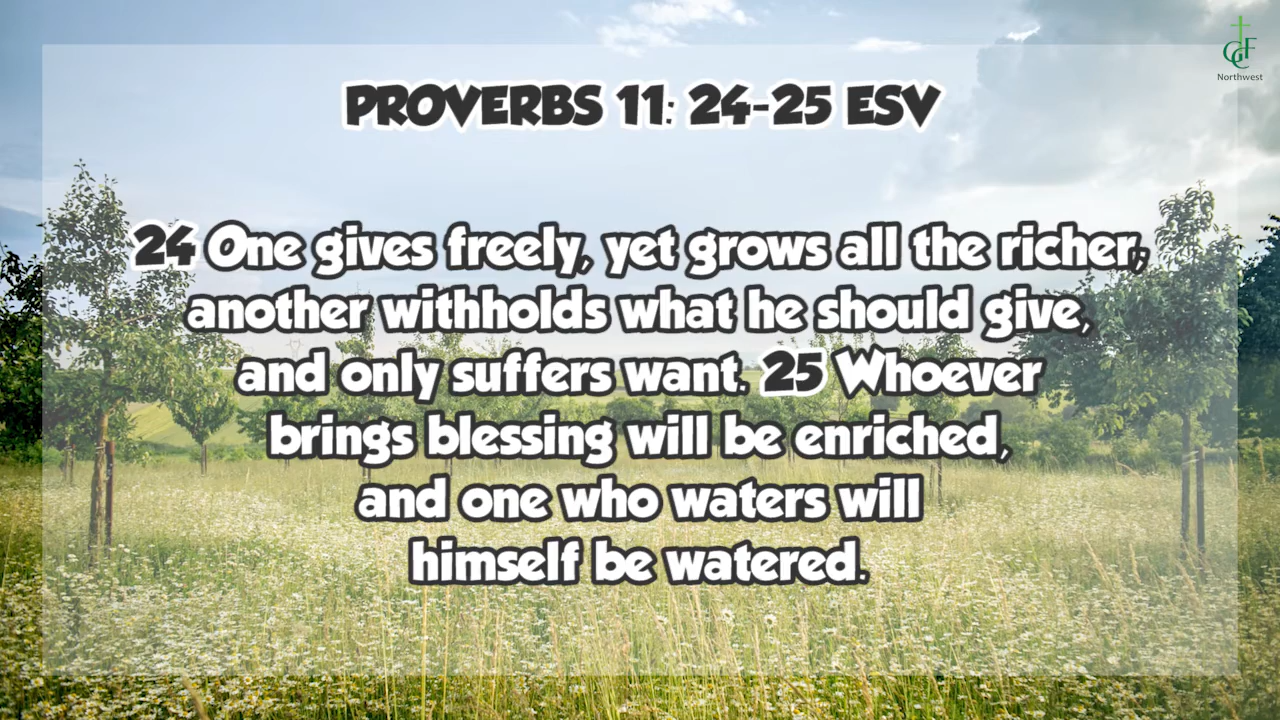 GCF
Northwest
PROVERBS 11: 24-25 ESV
24 One gives freely, yet grows all the richer;
another withholds what he should give,
and only suffers want. 25 Whoever
brings blessing will be enriched,
and one who waters will
himself be watered.